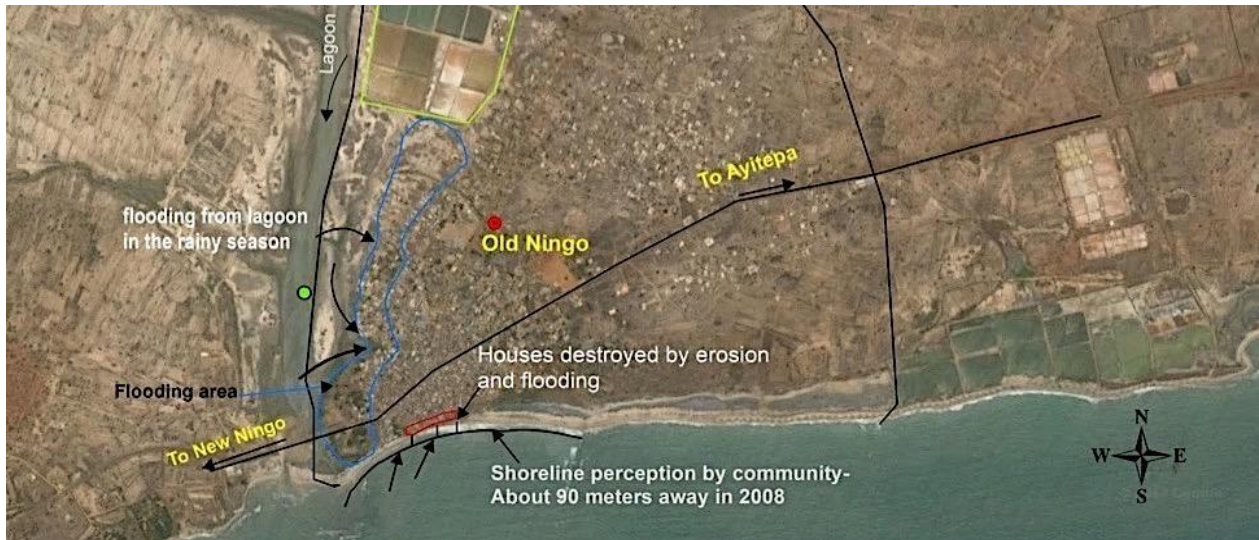 Lagoon
To Ayitepa
flooding from lagoon
in the rainy season
Old Ningo
Houses destroyed by erosion
and flooding
Flooding area
To New Ningo
Shoreline perception by community-
About 90 meters away in 2008
N
W E
S